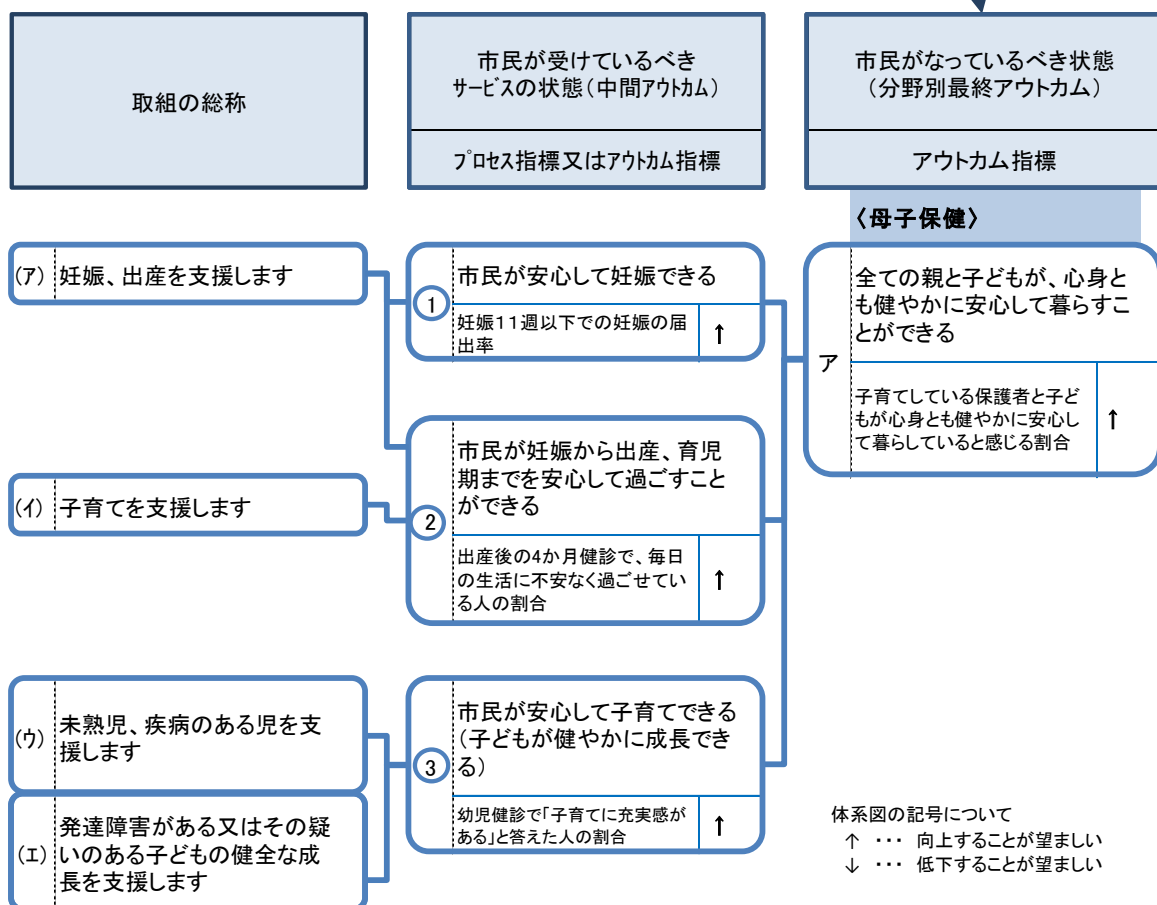 取組の総称
市民が受けているべき
サービスの状態(中間アウトカム)
プロセス指標又はアウトカム指標
市民がなっているべき状態
(分野別最終アウトカム)
アウトカム指標
〈母子保健〉
(ア) 妊娠、出産を支援します
(イ) 子育てを支援します
(ウ) 未熟児、疾病のある児を支
援します
(エ) 発達障害がある又はその疑
いのある子どもの健全な成
長を支援します
① 市民が安心して妊娠できる
妊娠11週以下での妊娠の届
出率
↑
② 市民が妊娠から出産、育児
期までを安心して過ごすこと
ができる
出産後の4か月健診で、毎日
の生活に不安なく過ごせてい
る人の割合
↑
③ 市民が安心して子育てできる
(子どもが健やかに成長でき
る)
幼児健診で「子育てに充実感が
ある」と答えた人の割合
↑
ア 全ての親と子どもが、心身と
も健やかに安心して暮らすこ
とができる
子育てしている保護者と子ど
もが心身とも健やかに安心し
て暮らしていると感じる割合
↑
体系図の記号について
↑ ・・・ 向上することが望ましい
↓ ・・・ 低下することが望ましい